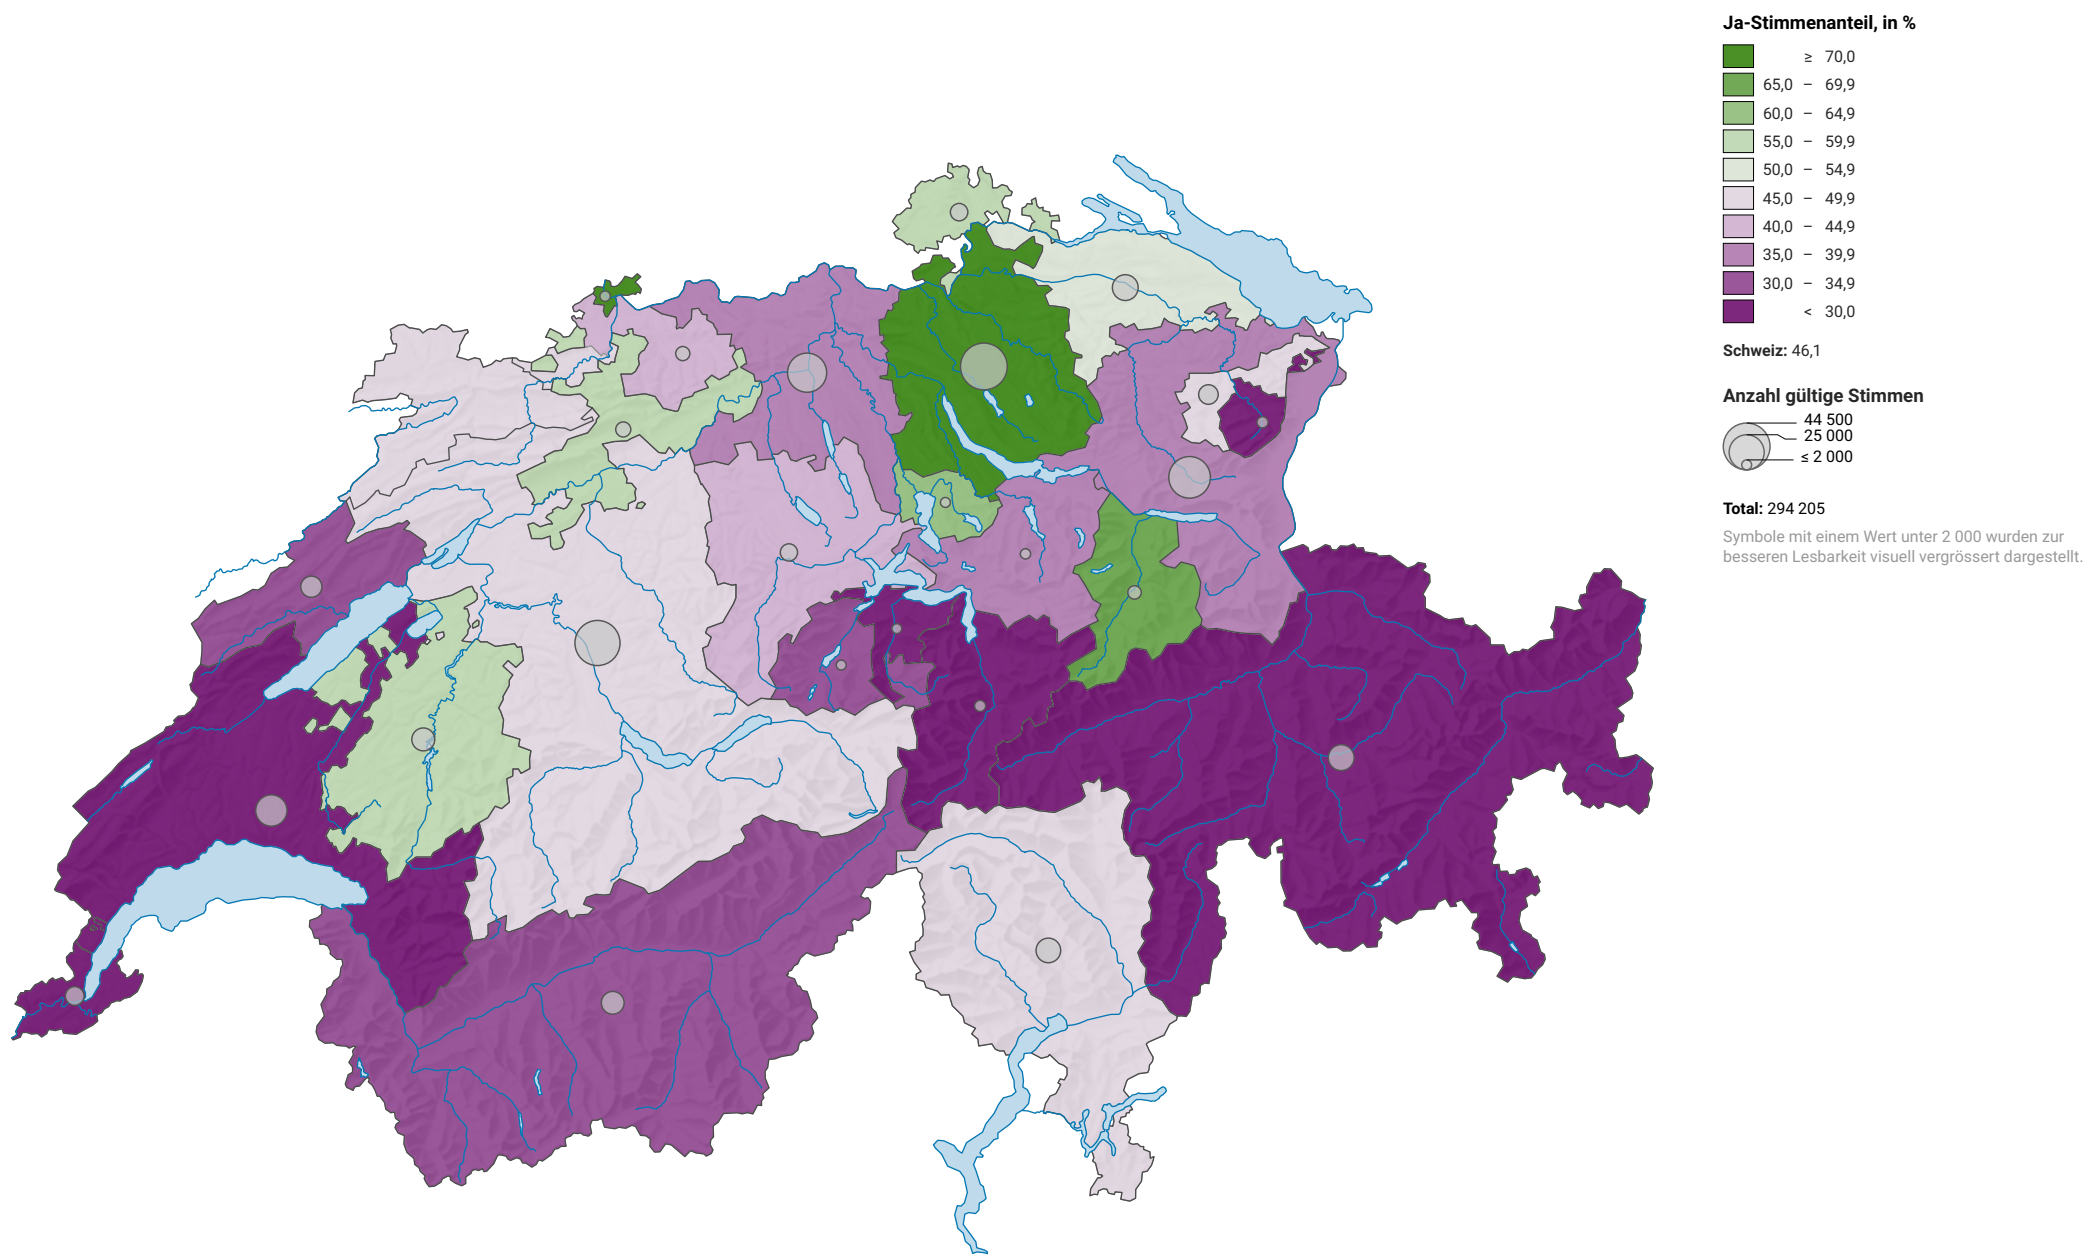 Ja-Stimmenanteil, in %
≥ 70,0
65,0 – 69,9
60,0 – 64,9
55,0 – 59,9
50,0 – 54,9
45,0 – 49,9
40,0 – 44,9
35,0 – 39,9
30,0 – 34,9
< 30,0
Schweiz: 46,1
Anzahl gültige Stimmen
44 500
25 000
≤ 2 000
Total: 294 205
Symbole mit einem Wert unter 2 000 wurden zur
besseren Lesbarkeit visuell vergrössert dargestellt.